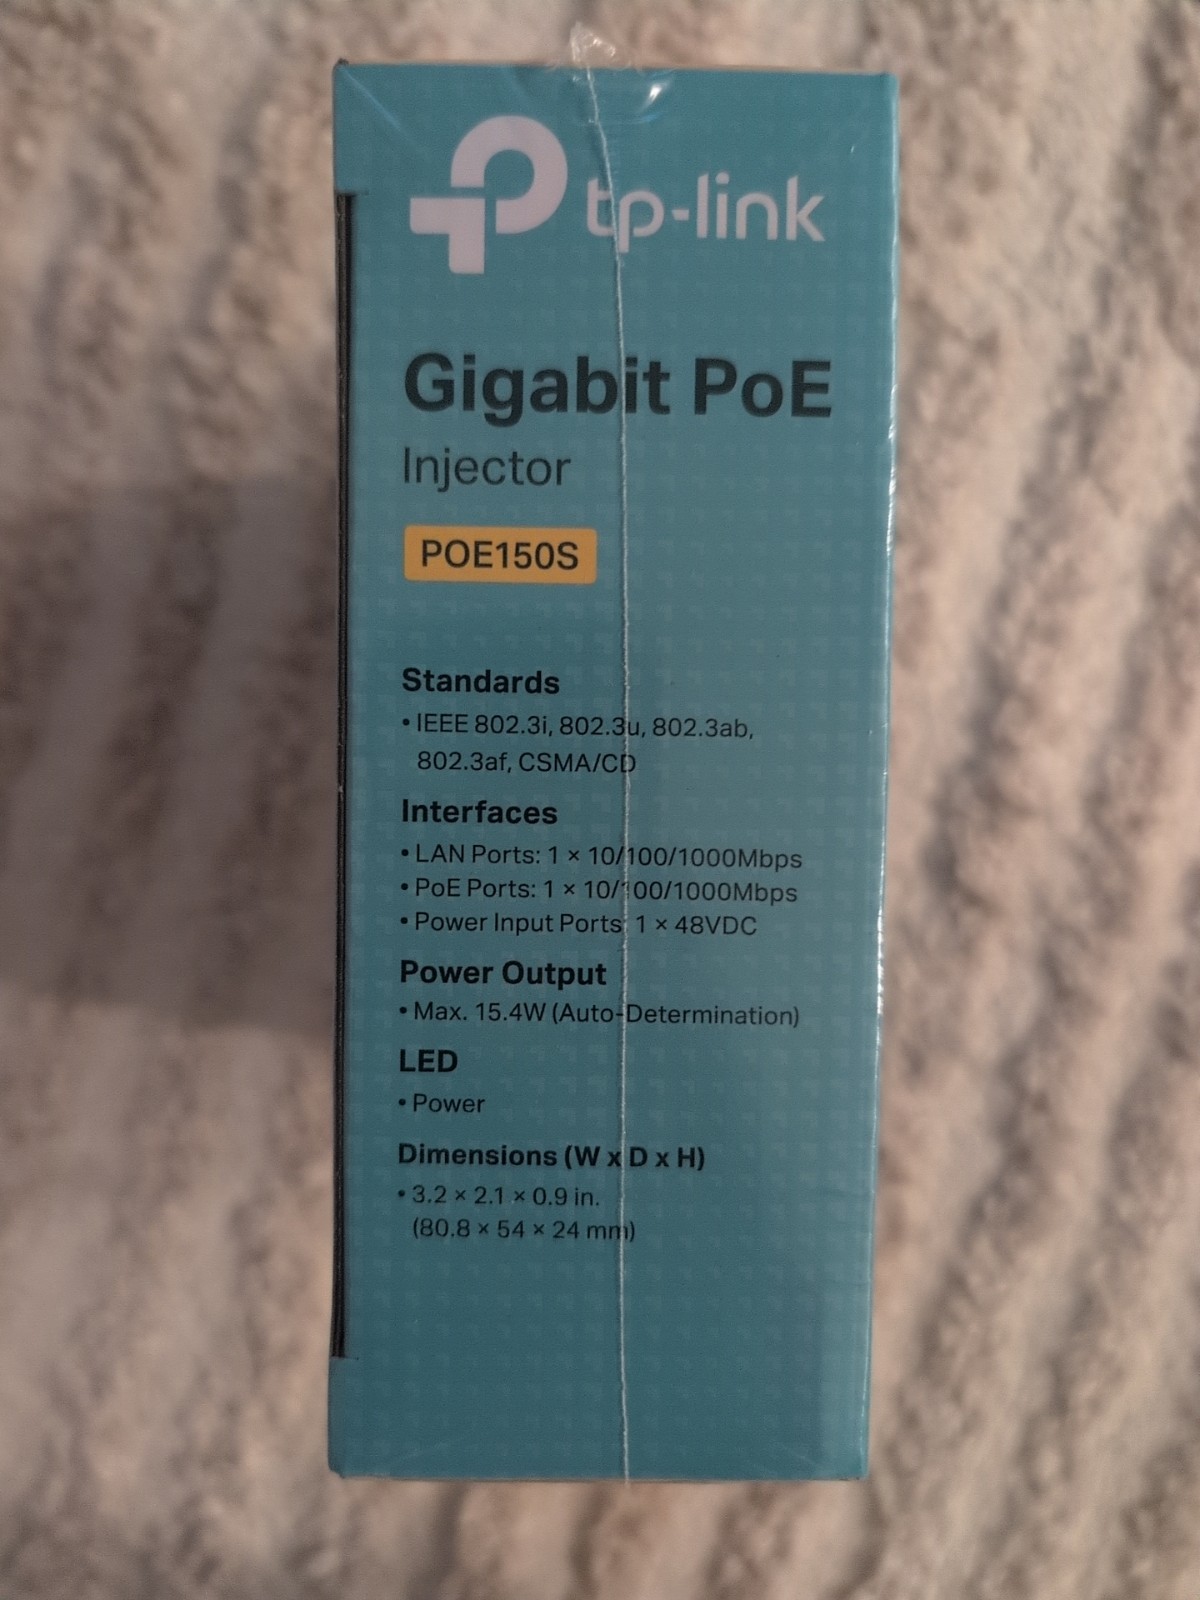 tp-link
Gigabit PoE
Injector
POE150S
Standards
• IEEE 802.3i, 802.3u, 802.3ab,
802.3af, CSMA/CD
Interfaces
• LAN Ports: 1 × 10/100/1000Mbps
• PoE Ports: 1 × 10/100/1000Mbps
• Power Input Ports: 1 × 48VDC
Power Output
• Max. 15.4W (Auto-Determination)
LED
• Power
Dimensions (W x D x H)
• 3.2 × 2.1 × 0.9 in.
(80.8 × 54 × 24 mm)